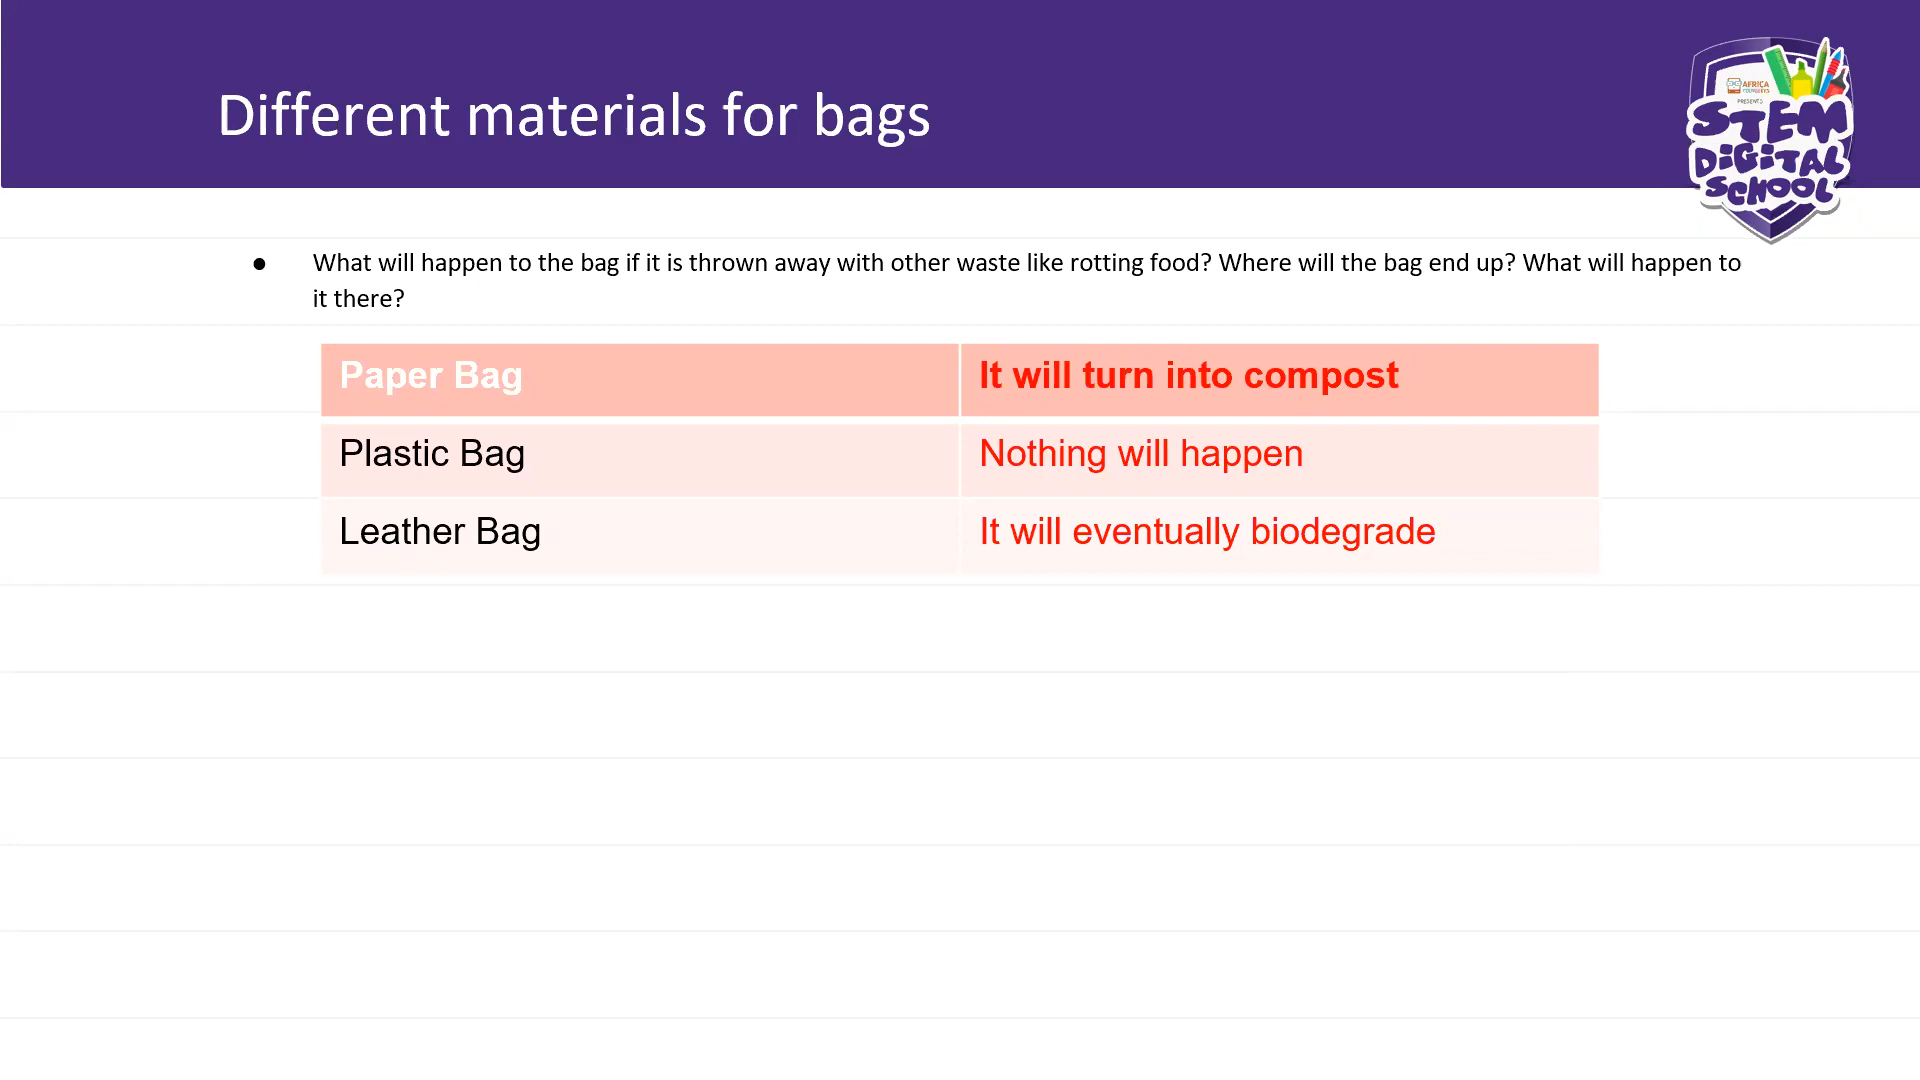 Different materials for bags
AFRICA
PRESENTS
STEM
DIGITAL
SCHOOL
● What will happen to the bag if it is thrown away with other waste like rotting food? Where will the bag end up? What will happen to
it there?
Paper Bag It will turn into compost
Plastic Bag Nothing will happen
Leather Bag It will eventually biodegrade